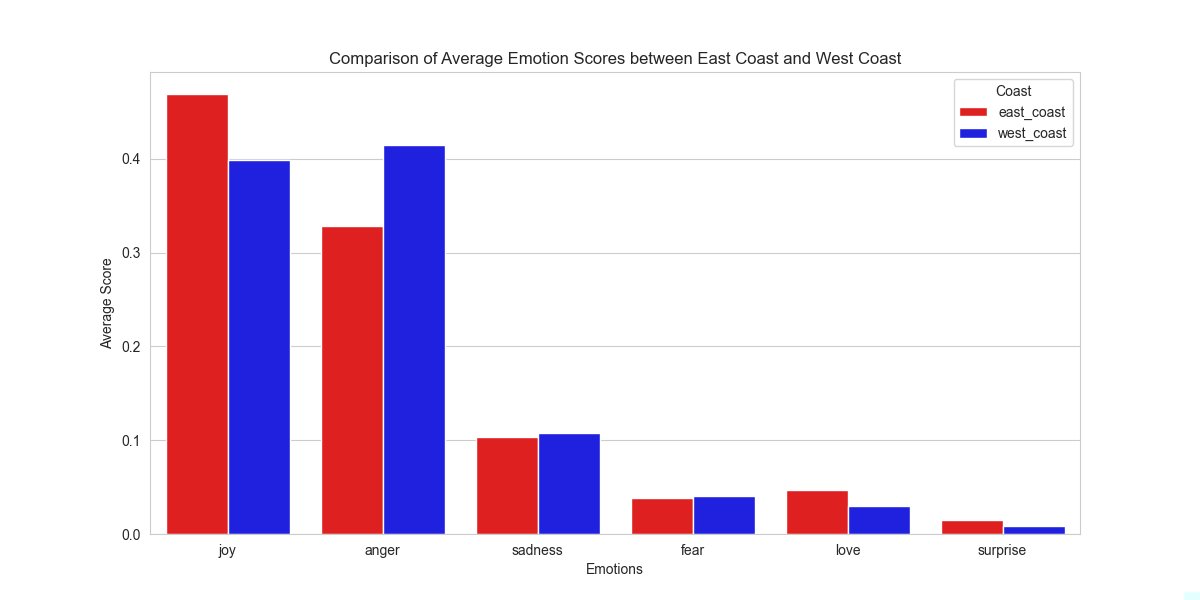 Comparison of Average Emotion Scores between East Coast and West Coast
Coast
east_coast
west_coast
0.4
0.3
0.2
0.1
0.0
Average Score
joy anger sadness fear love surprise
Emotions